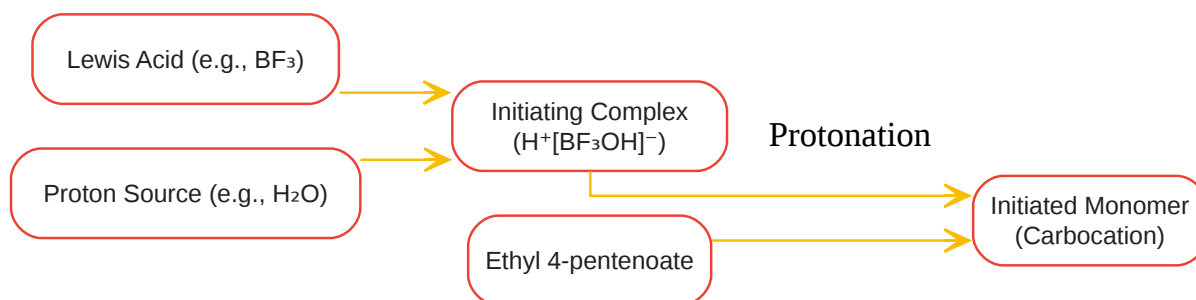 Lewis Acid (e.g., BF₃)
Initiating Complex
(H⁺[BF₃OH]⁻)
Protonation
Proton Source (e.g., H₂O)
Initiated Monomer
(Carbocation)
Ethyl 4-pentenoate